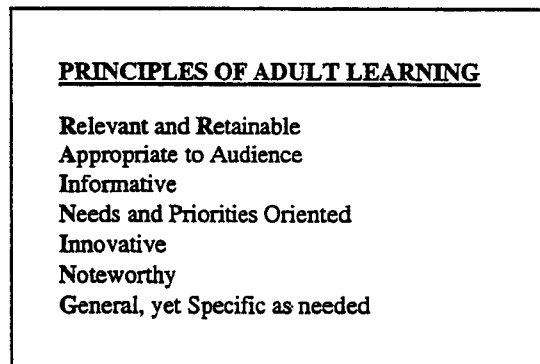 PRINCIPLES OF ADULT LEARNING
Relevant and Retainable
Appropriate to Audience
Informative
Needs and Priorities Oriented
Innovative
Noteworthy
General, yet Specific as needed